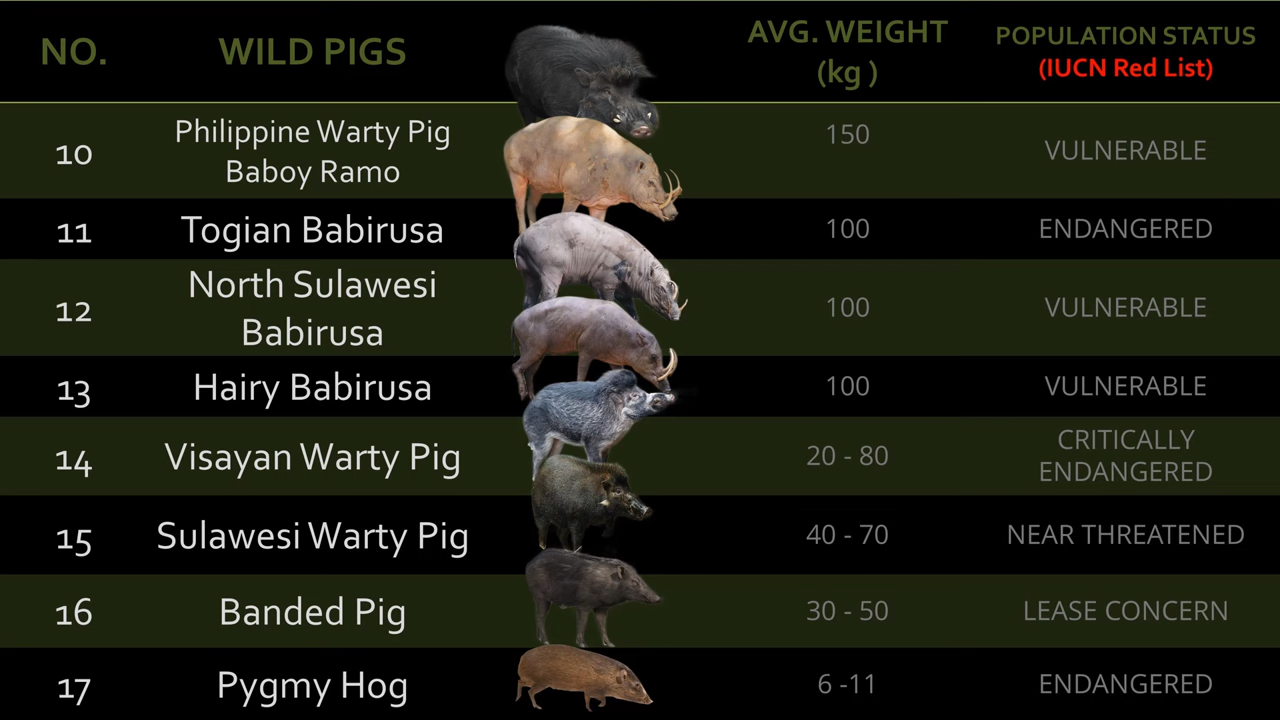 NO. WILD PIGS AVG. WEIGHT (kg ) POPULATION STATUS (IUCN Red List)
10 Philippine Warty Pig Baboy Ramo 150 VULNERABLE
11 Togian Babirusa 100 ENDANGERED
12 North Sulawesi Babirusa 100 VULNERABLE
13 Hairy Babirusa 100 VULNERABLE
14 Visayan Warty Pig 20 - 80 CRITICALLY ENDANGERED
15 Sulawesi Warty Pig 40 - 70 NEAR THREATENED
16 Banded Pig 30 - 50 LEASE CONCERN
17 Pygmy Hog 6 -11 ENDANGERED